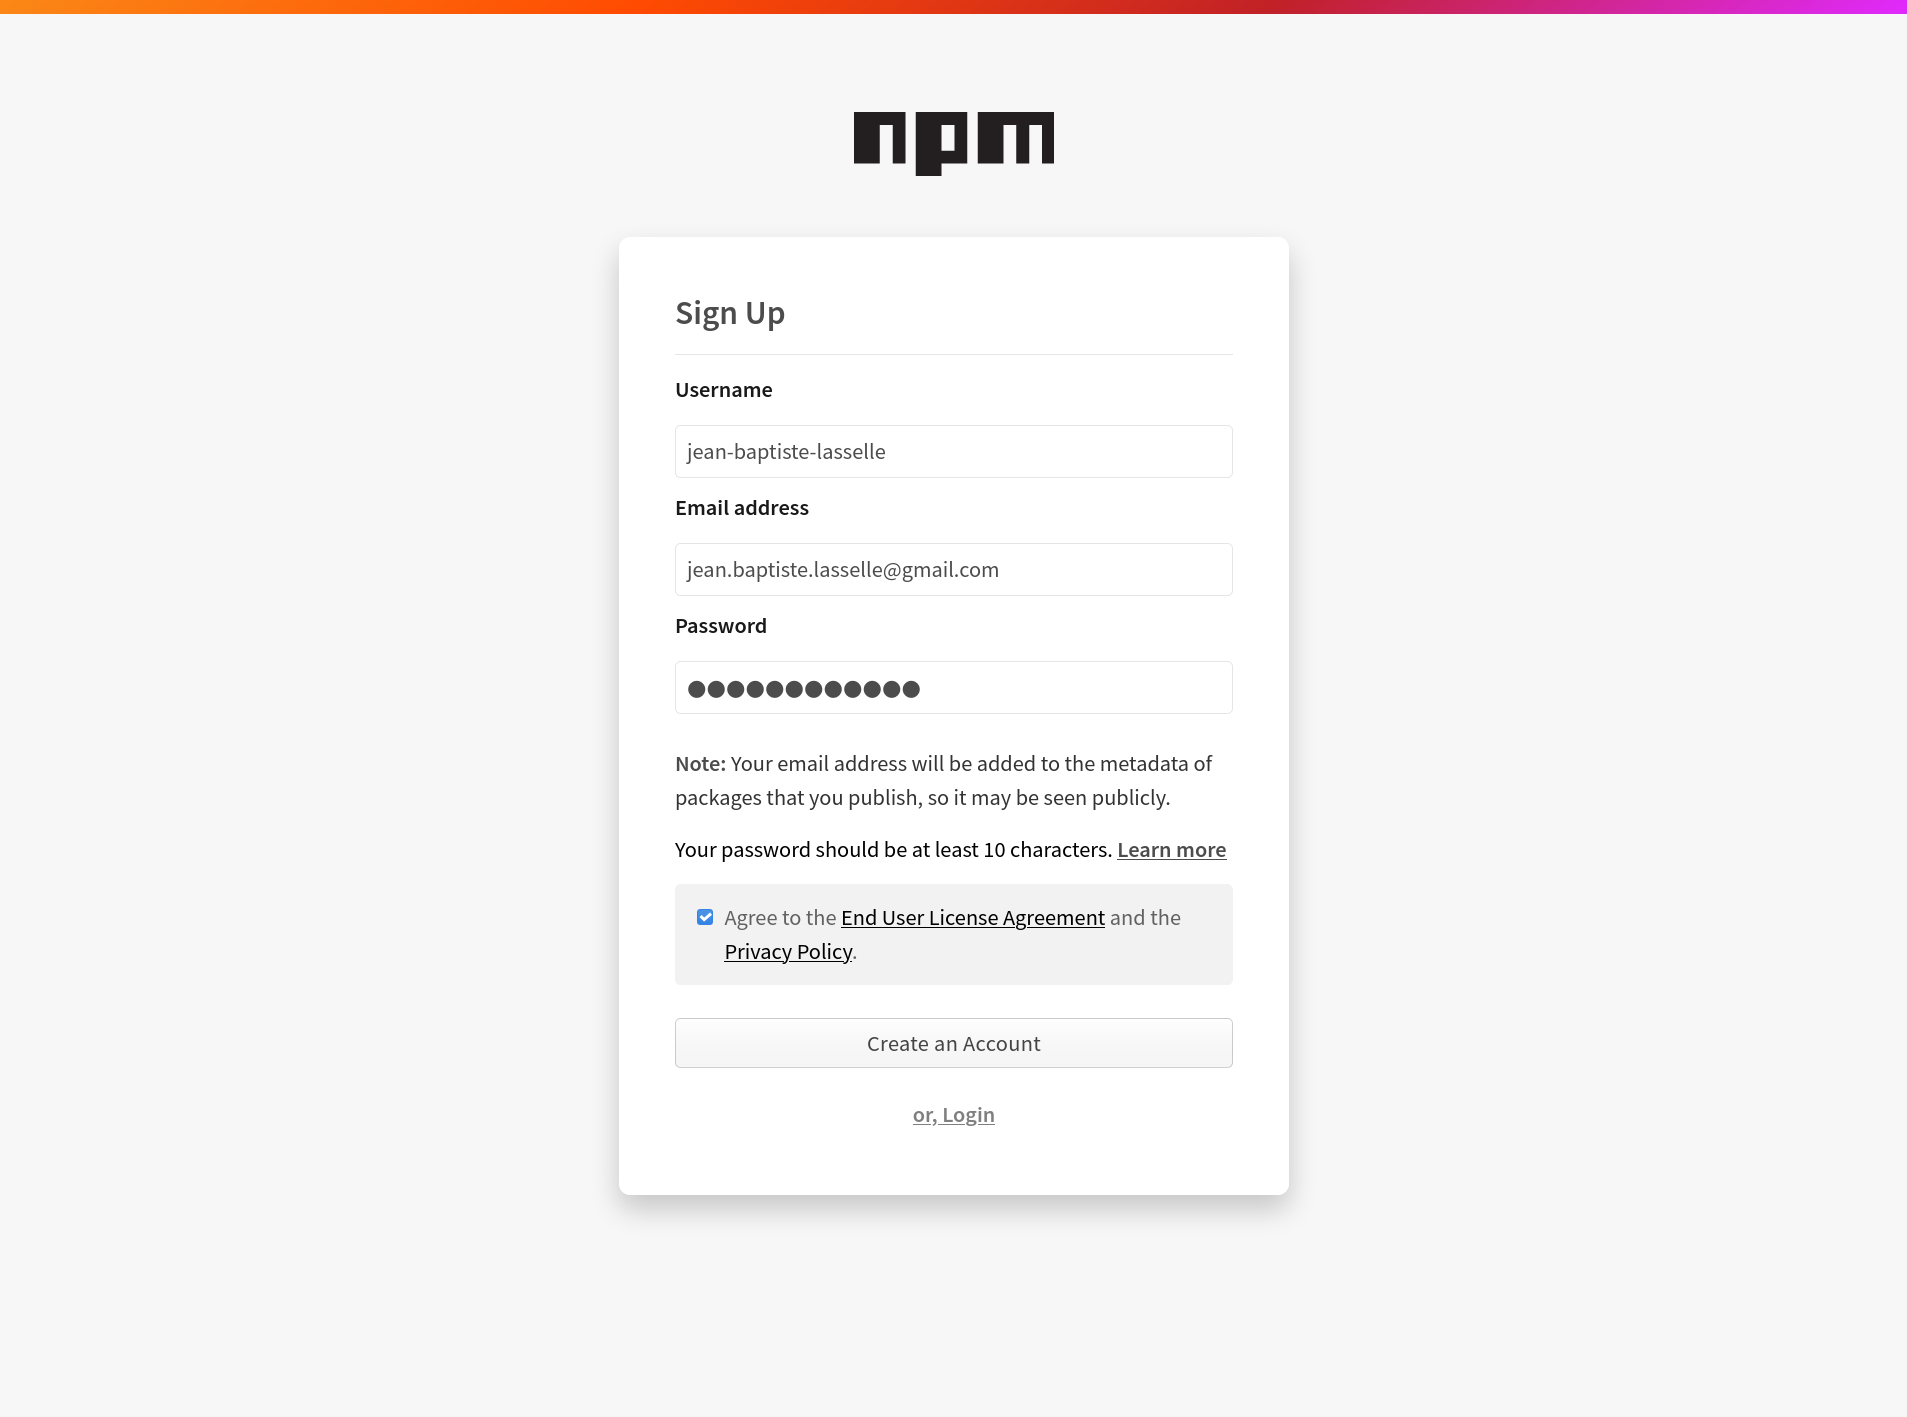 npm
Sign Up
Username
jean-baptiste-lasselle
Email address
jean.baptiste.lasselle@gmail.com
Password
●●●●●●●●●●●●
Note: Your email address will be added to the metadata of
packages that you publish, so it may be seen publicly.
Your password should be at least 10 characters. Learn more
Agree to the End User License Agreement and the
Privacy Policy.
Create an Account
or, Login